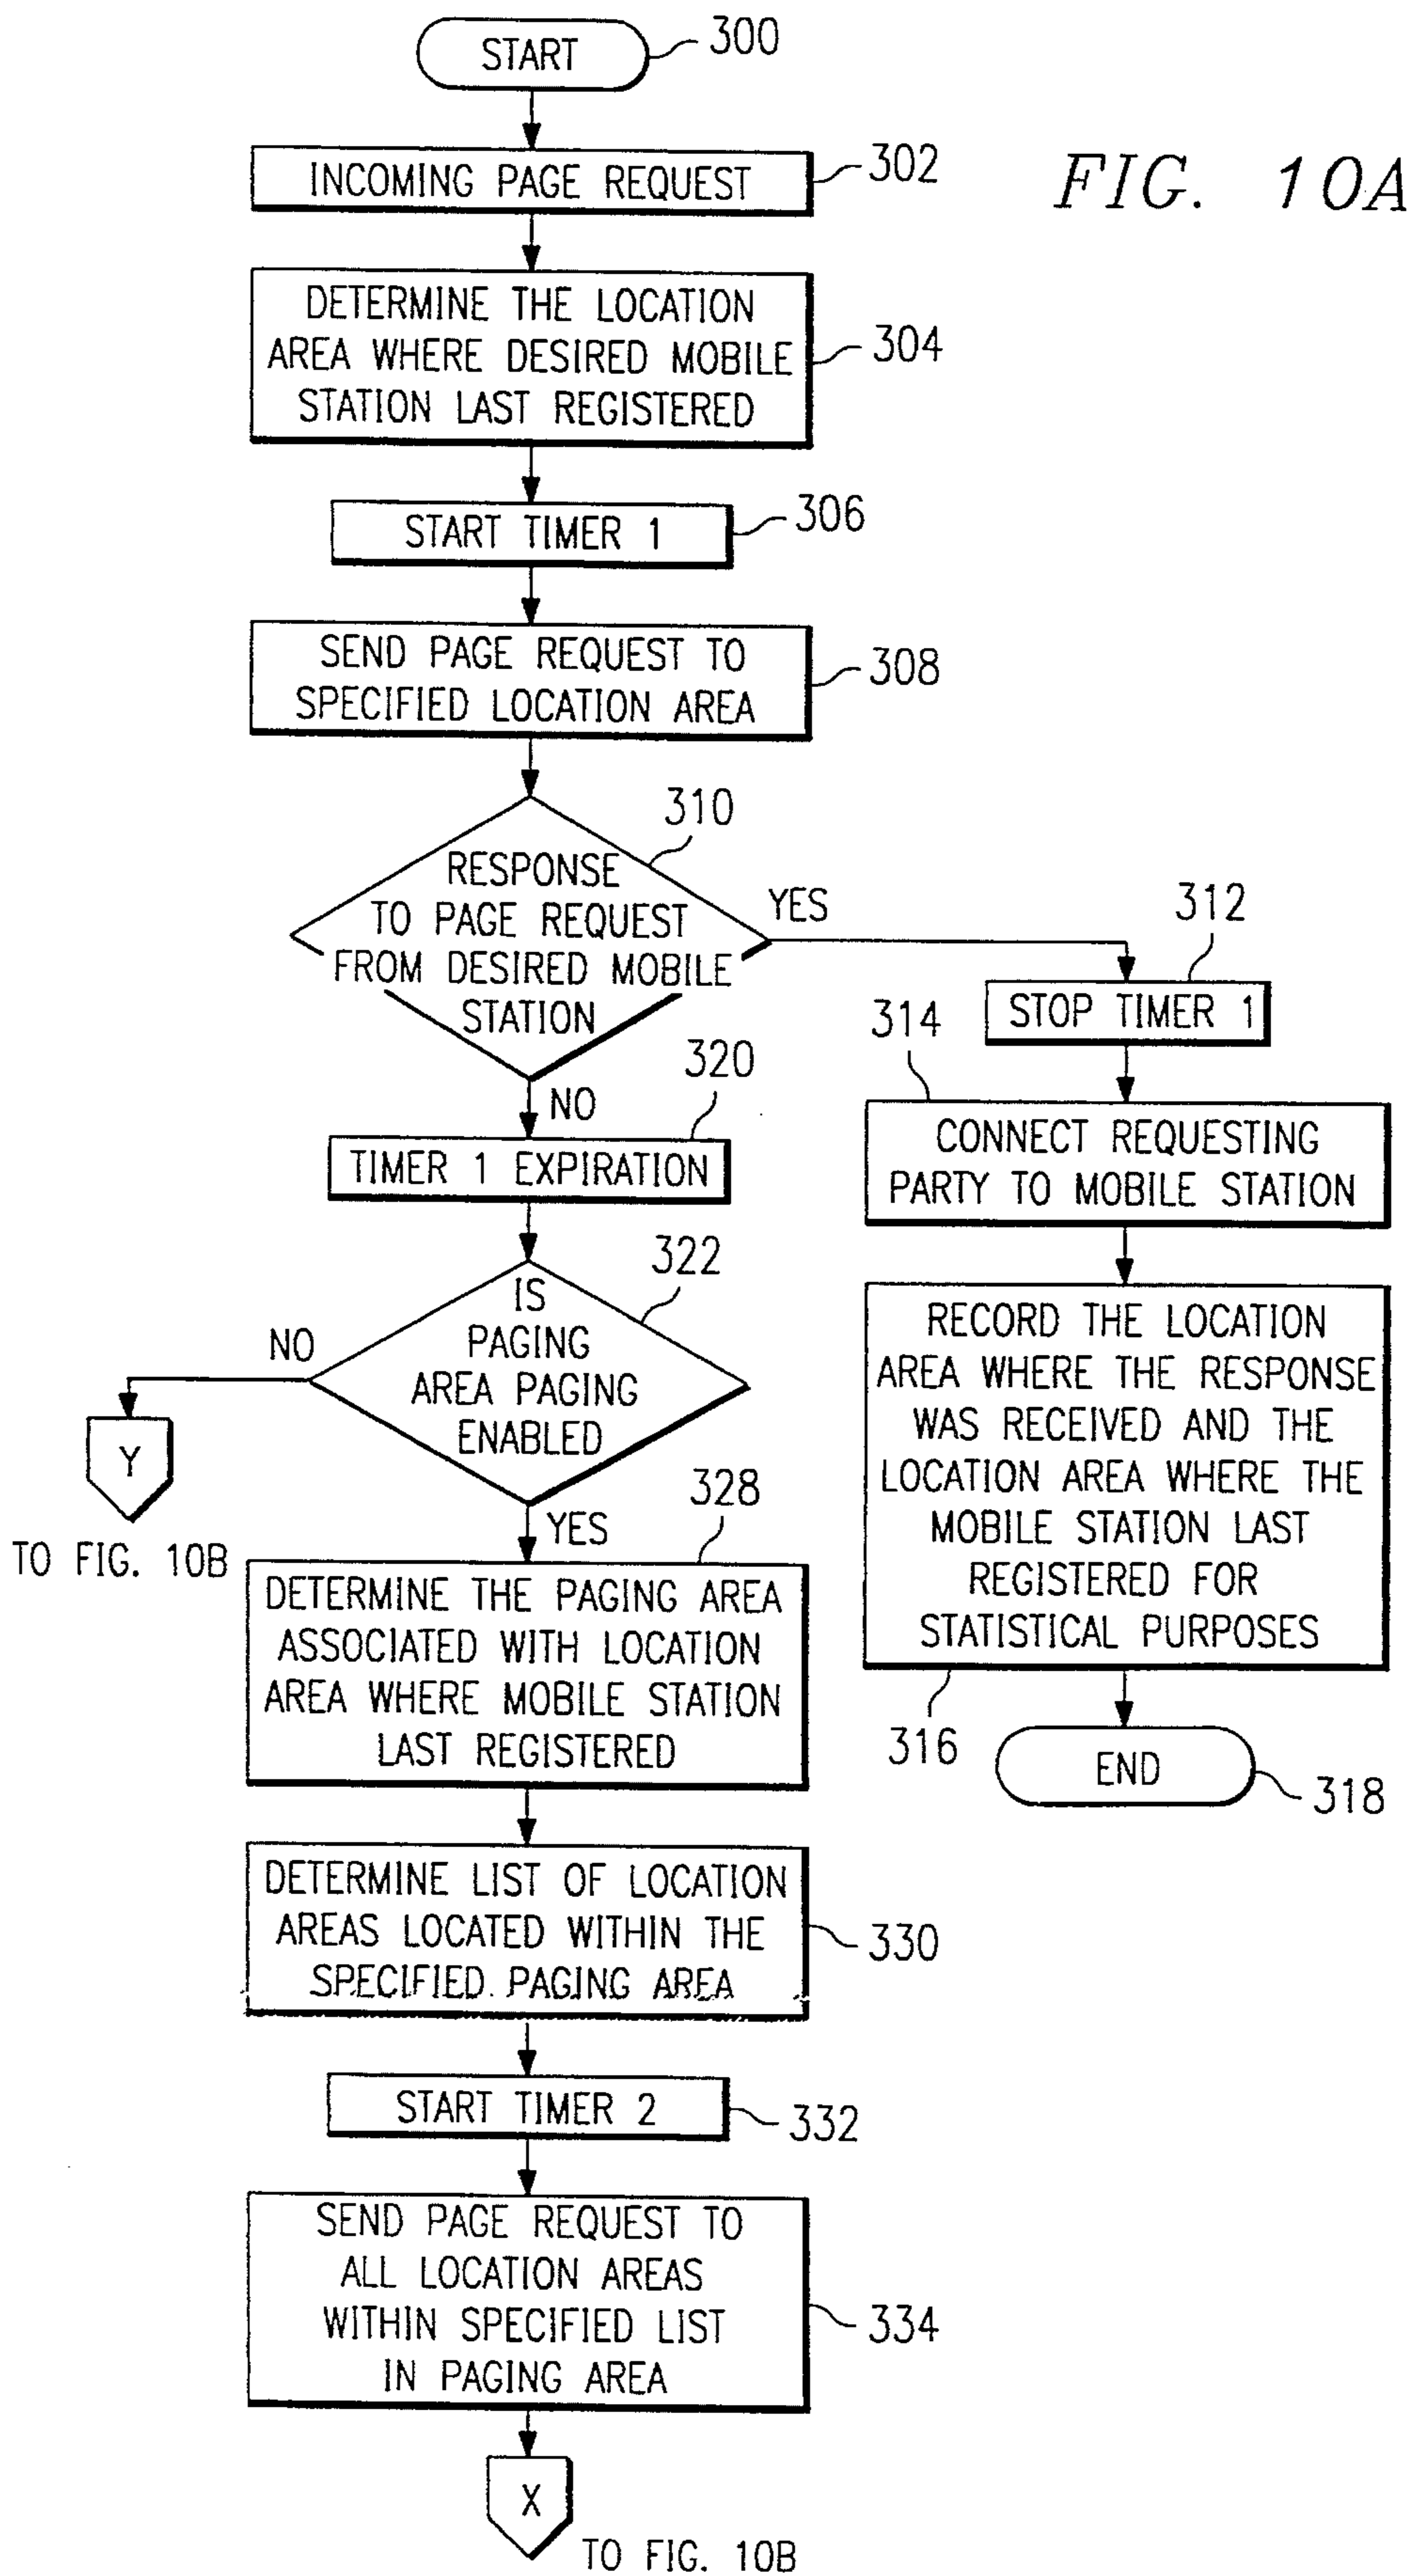 START
300
INCOMING PAGE REQUEST
302
FIG. 10A
DETERMINE THE LOCATION
AREA WHERE DESIRED MOBILE
STATION LAST REGISTERED
304
START TIMER 1
306
SEND PAGE REQUEST TO
SPECIFIED LOCATION AREA
308
310
RESPONSE
TO PAGE REQUEST
FROM DESIRED MOBILE
STATION
YES
312
STOP TIMER 1
314
CONNECT REQUESTING
PARTY TO MOBILE STATION
RECORD THE LOCATION
AREA WHERE THE RESPONSE
WAS RECEIVED AND THE
LOCATION AREA WHERE THE
MOBILE STATION LAST
REGISTERED FOR
STATISTICAL PURPOSES
316
END
318
NO
320
TIMER 1 EXPIRATION
322
IS
PAGING
AREA PAGING
ENABLED
NO
Y
TO FIG. 10B
YES
328
DETERMINE THE PAGING AREA
ASSOCIATED WITH LOCATION
AREA WHERE MOBILE STATION
LAST REGISTERED
DETERMINE LIST OF LOCATION
AREAS LOCATED WITHIN THE
SPECIFIED PAGING AREA
330
START TIMER 2
332
SEND PAGE REQUEST TO
ALL LOCATION AREAS
WITHIN SPECIFIED LIST
IN PAGING AREA
334
X
TO FIG. 10B